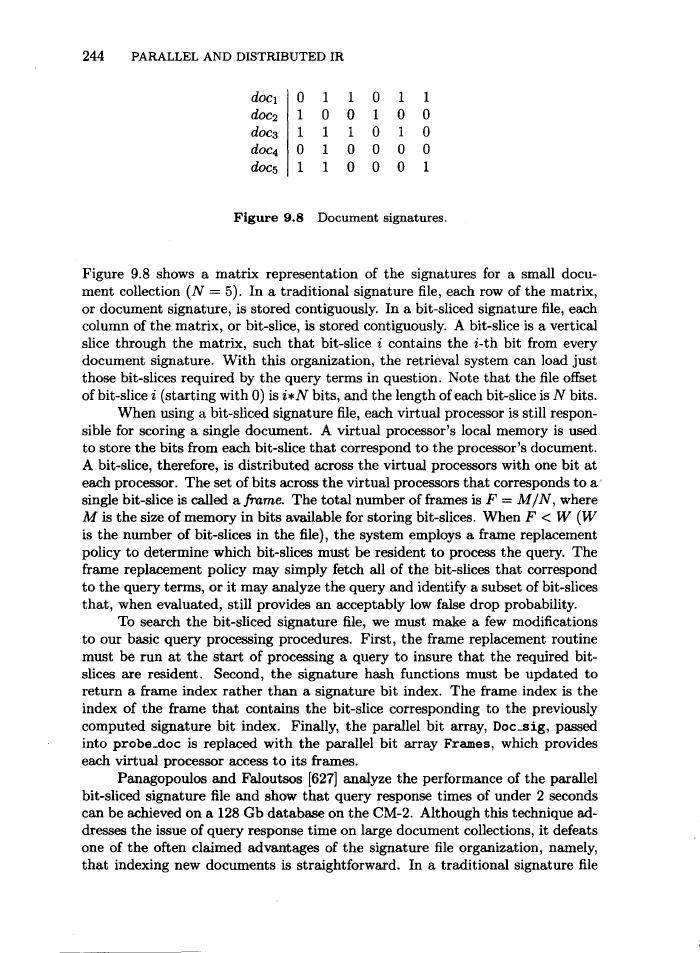 244 PARALLEL AND DISTRIBUTED IR
doc1 0 1 1 0 1 1
doc2 1 0 0 1 0 0
doc3 1 1 1 0 1 0
doc4 0 1 0 0 0 0
doc5 1 1 0 0 0 1
Figure 9.8 Document signatures.
Figure 9.8 shows a matrix representation of the signatures for a small docu-
ment collection (N = 5). In a traditional signature file, each row of the matrix,
or document signature, is stored contiguously. In a bit-sliced signature file, each
column of the matrix, or bit-slice, is stored contiguously. A bit-slice is a vertical
slice through the matrix, such that bit-slice i contains the i-th bit from every
document signature. With this organization, the retrieval system can load just
those bit-slices required by the query terms in question. Note that the file offset
of bit-slice i (starting with 0) is i*N bits, and the length of each bit-slice is N bits.
When using a bit-sliced signature file, each virtual processor is still respon-
sible for scoring a single document. A virtual processor's local memory is used
to store the bits from each bit-slice that correspond to the processor's document.
A bit-slice, therefore, is distributed across the virtual processors with one bit at
each processor. The set of bits across the virtual processors that corresponds to a
single bit-slice is called a frame. The total number of frames is F = M/N, where
M is the size of memory in bits available for storing bit-slices. When F < W (W
is the number of bit-slices in the file), the system employs a frame replacement
policy to determine which bit-slices must be resident to process the query. The
frame replacement policy may simply fetch all of the bit-slices that correspond
to the query terms, or it may analyze the query and identify a subset of bit-slices
that, when evaluated, still provides an acceptably low false drop probability.
To search the bit-sliced signature file, we must make a few modifications
to our basic query processing procedures. First, the frame replacement routine
must be run at the start of processing a query to insure that the required bit-
slices are resident. Second, the signature hash functions must be updated to
return a frame index rather than a signature bit index. The frame index is the
index of the frame that contains the bit-slice corresponding to the previously
computed signature bit index. Finally, the parallel bit array, Doc_sig, passed
into probe_doc is replaced with the parallel bit array Frames, which provides
each virtual processor access to its frames.
Panagopoulos and Faloutsos [627] analyze the performance of the parallel
bit-sliced signature file and show that query response times of under 2 seconds
can be achieved on a 128 Gb database on the CM-2. Although this technique ad-
dresses the issue of query response time on large document collections, it defeats
one of the often claimed advantages of the signature file organization, namely,
that indexing new documents is straightforward. In a traditional signature file